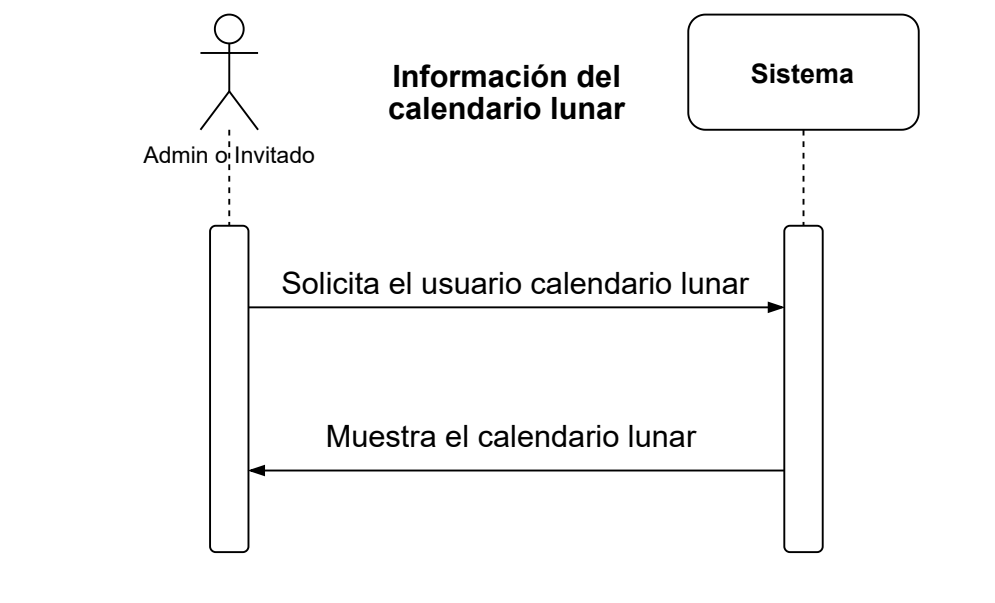 Información del
calendario lunar
Sistema
Admin o Invitado
Solicita el usuario calendario lunar
Muestra el calendario lunar